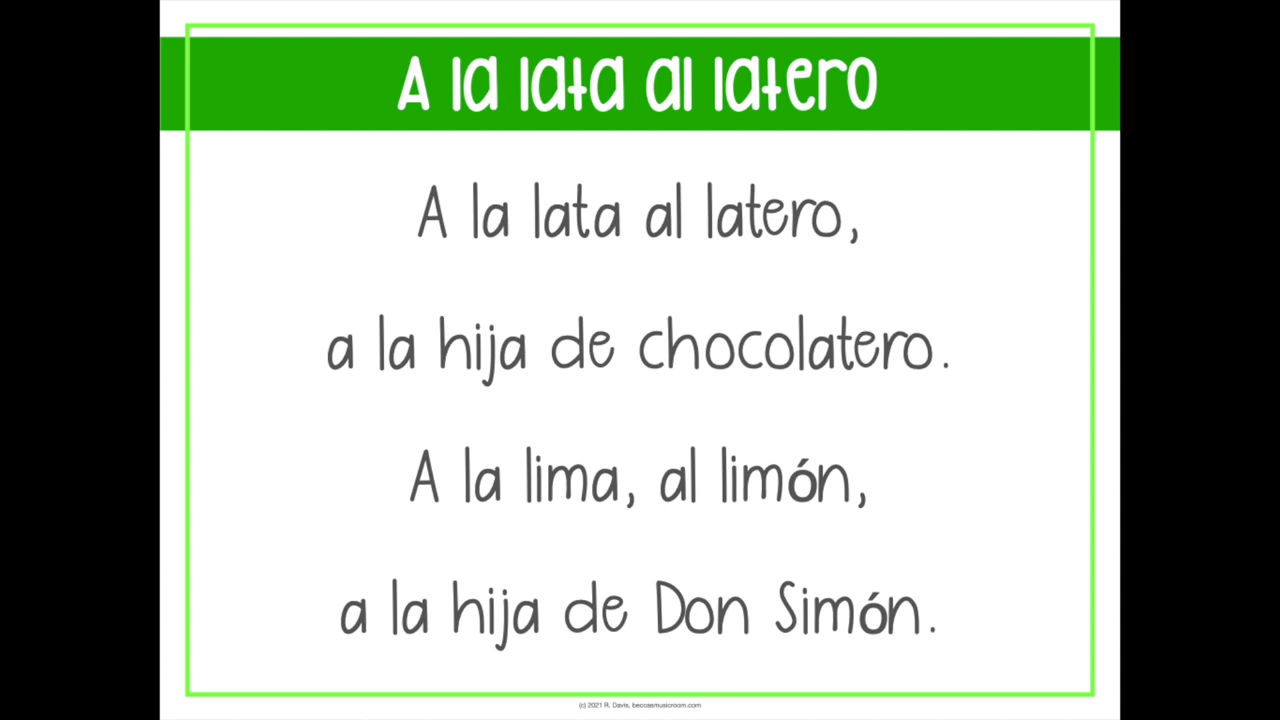 A la lata al latero
A la lata al latero,
a la hija de chocolatero.
A la lima, al limón,
a la hija de Don Simón.
(c) 2021 R. Davis, beccasmusicroom.com